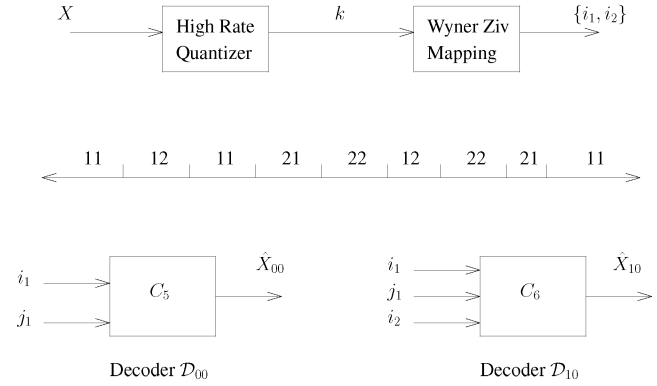 X
High Rate
Quantizer
k
Wyner Ziv
Mapping
{i₁, i₂}
11 12 11 21 22 12 22 21 11
i₁
j₁
C₅
X̂₀₀
Decoder 𝒟₀₀
i₁
j₁
i₂
C₆
X̂₁₀
Decoder 𝒟₁₀